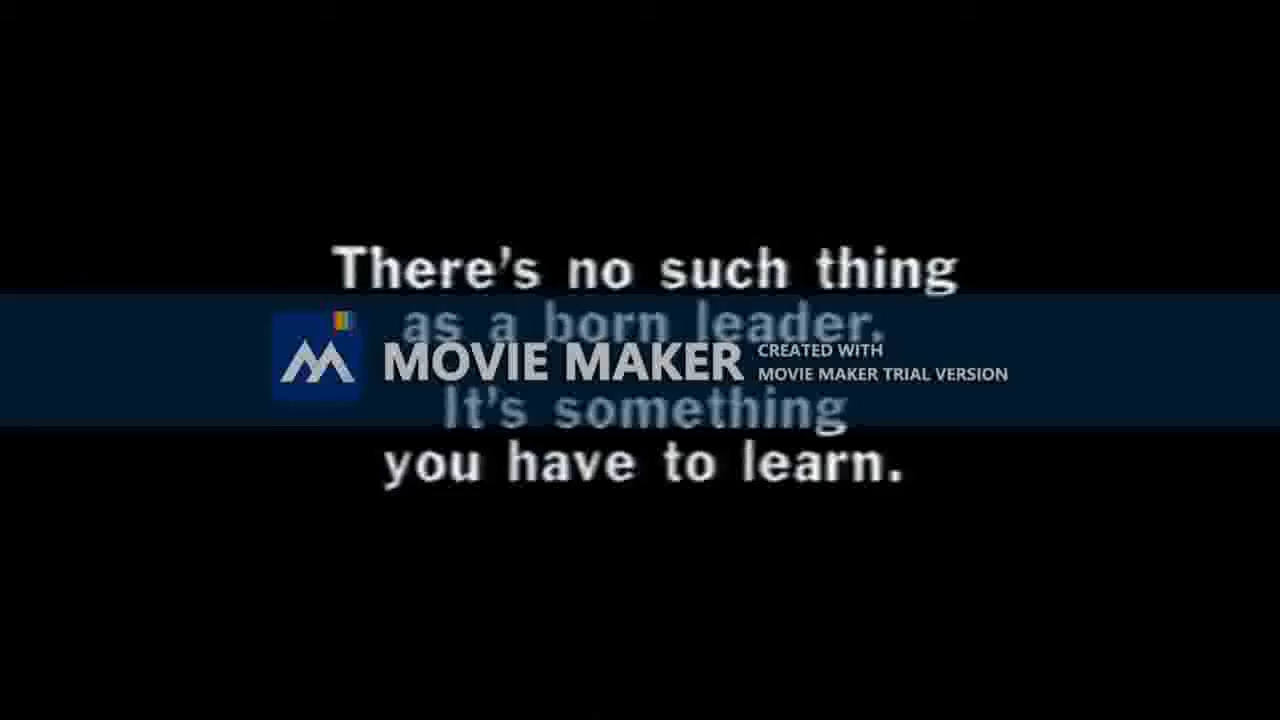 There's no such thing
as a born leader.
MOVIE MAKER
CREATED WITH
MOVIE MAKER TRIAL VERSION
It's something
you have to learn.